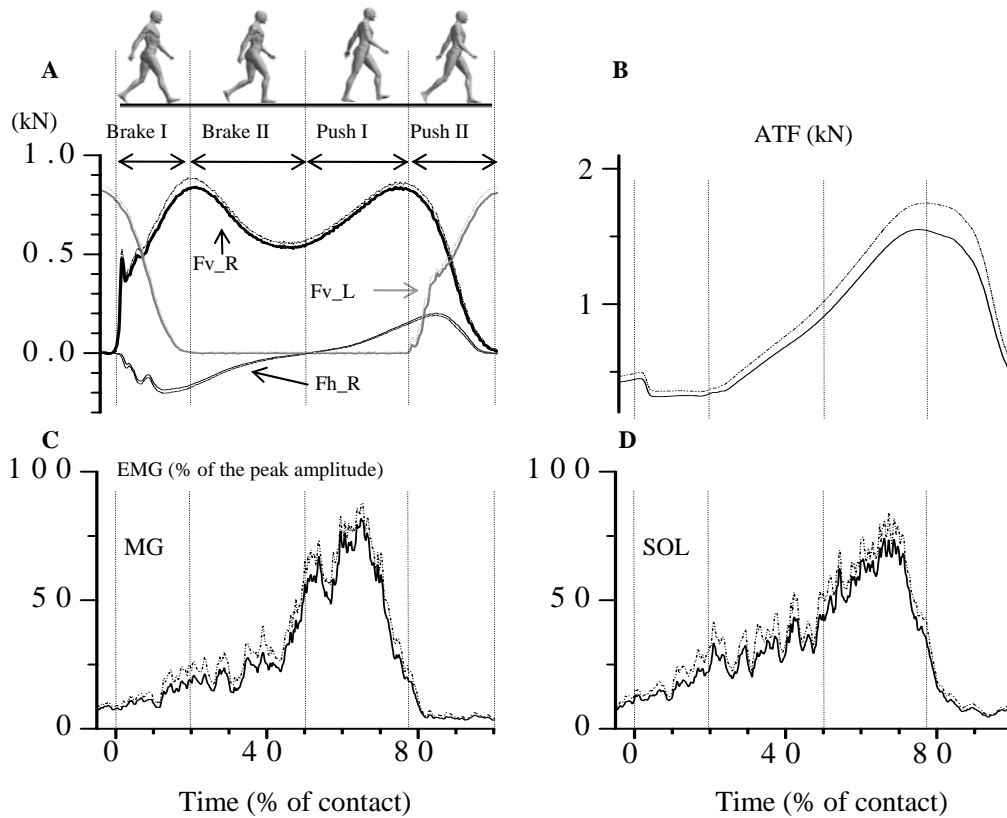 A
B
(kN)
Brake I
Brake II
Push I
Push II
ATF (kN)
1.0
0.5
0.0
Fv_R
Fv_L
Fh_R
2
1
C
D
100
50
0
EMG (% of the peak amplitude)
MG
0
40
80
Time (% of contact)
100
50
0
SOL
0
40
80
Time (% of contact)